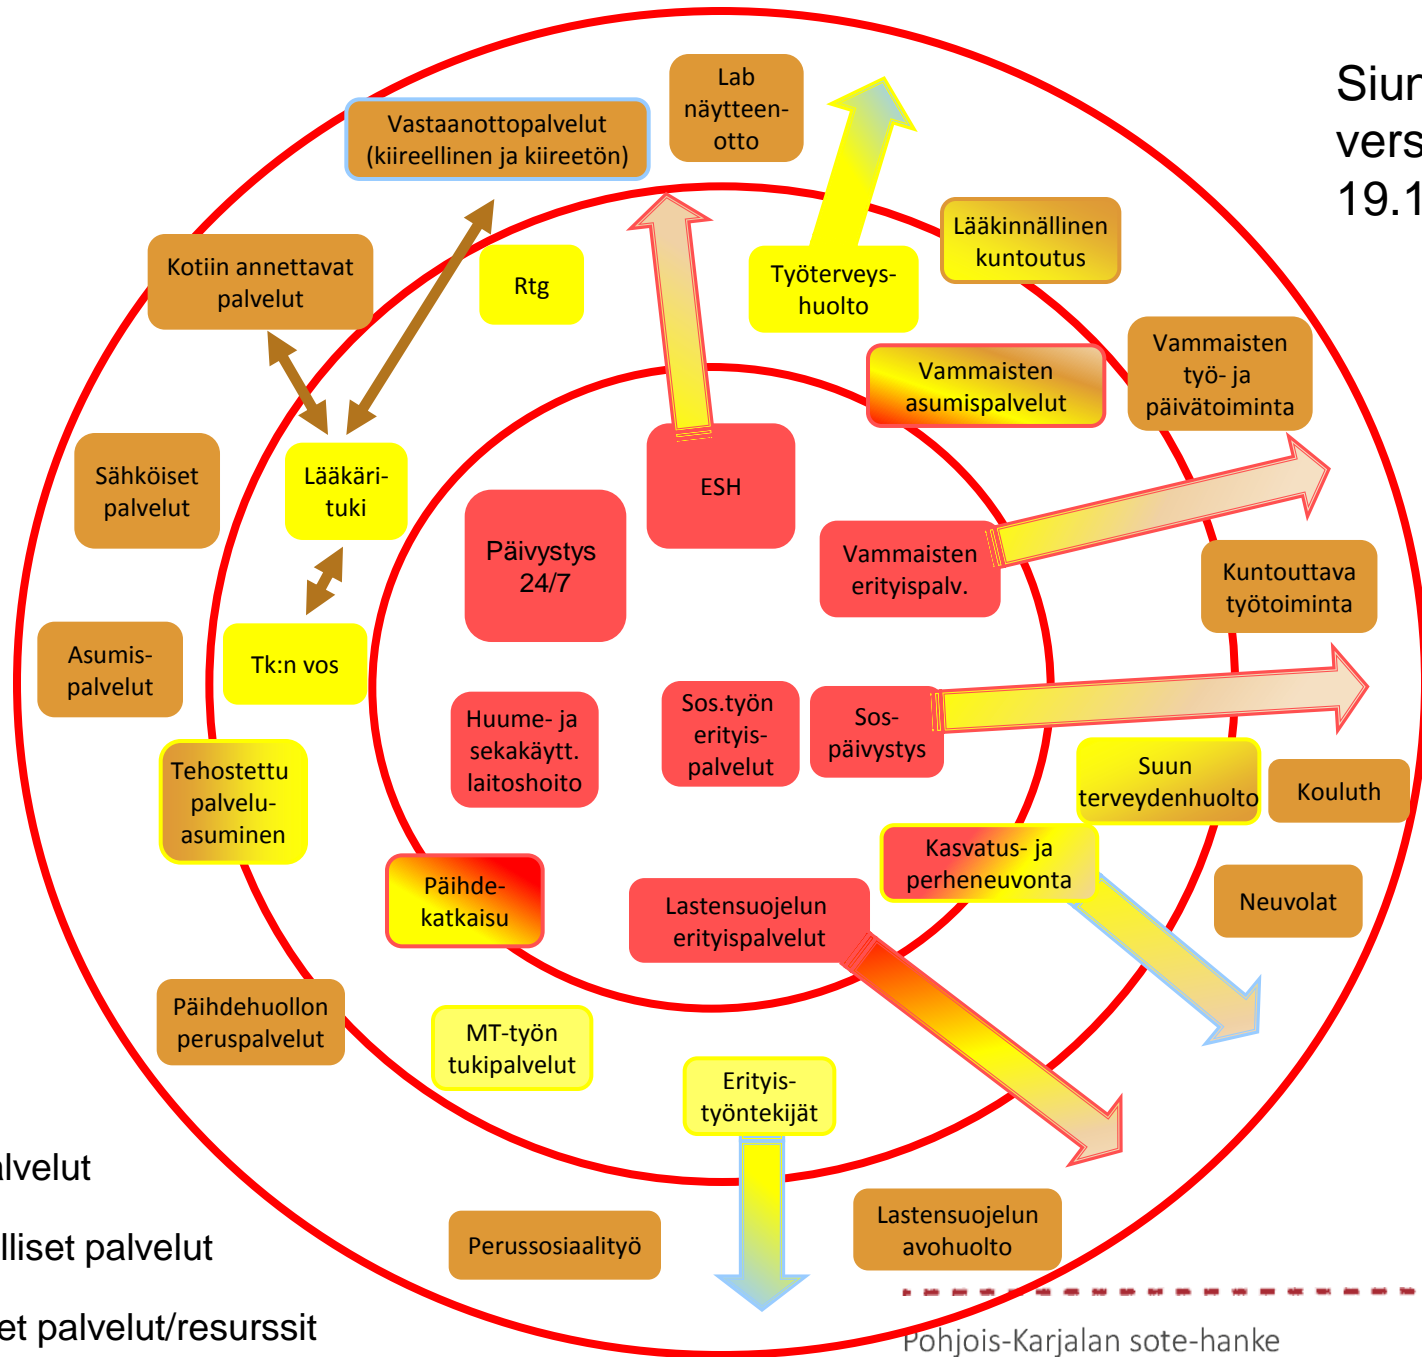 Siun
vers
19.1
Lab
näytteen-
otto
Vastaanottopalvelut
(kiireellinen ja kiireetön)
Lääkinnällinen
kuntoutus
Kotiin annettavat
palvelut
Rtg
Työterveys-
huolto
Vammaisten
työ- ja
päivätoiminta
Vammaisten
asumispalvelut
Sähköiset
palvelut
Lääkäri-
tuki
ESH
Päivystys
24/7
Vammaisten
erityispalv.
Kuntouttava
työtoiminta
Asumis-
palvelut
Tk:n vos
Huume- ja
sekakäytt.
laitoshoito
Sos.työn
erityis-
palvelut
Sos-
päivystys
Tehostettu
palvelu-
asuminen
Suun
terveydenhuolto
Kouluth
Päihde-
katkaisu
Kasvatus- ja
perheneuvonta
Lastensuojelun
erityispalvelut
Neuvolat
Päihdehuollon
peruspalvelut
MT-työn
tukipalvelut
Erityis-
työntekijät
Perussosiaalityö
Lastensuojelun
avohuolto
alvelut
lliset palvelut
et palvelut/resurssit
Pohjois-Karjalan sote-hanke